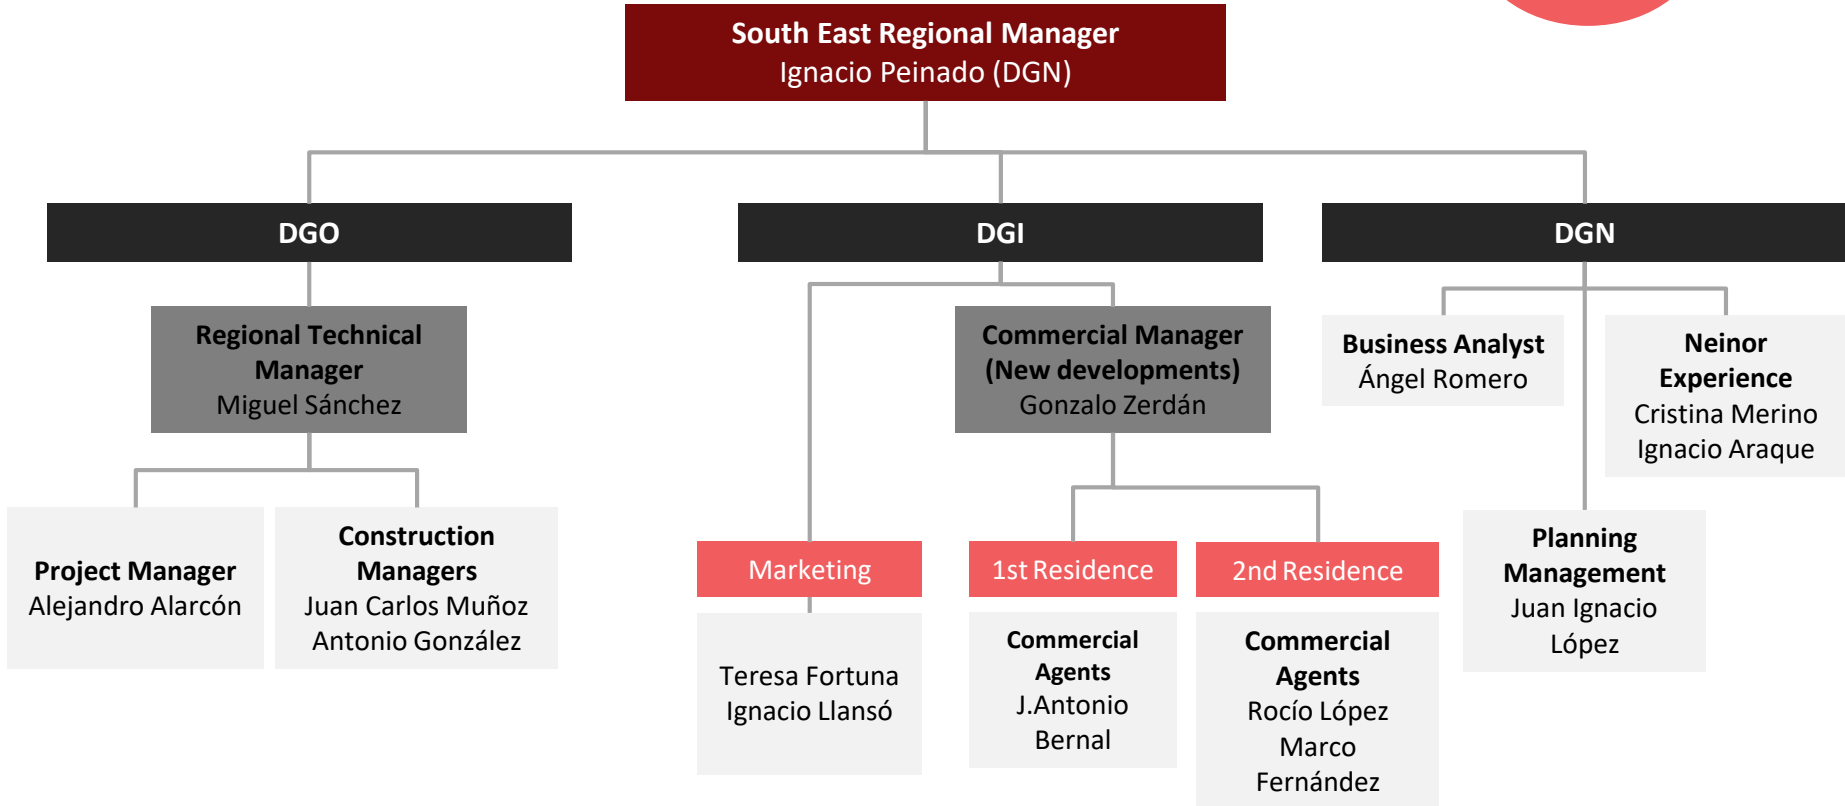 South East Regional Manager
Ignacio Peinado (DGN)
DGO
DGI
DGN
Regional Technical
Manager
Miguel Sánchez
Commercial Manager
(New developments)
Gonzalo Zerdán
Business Analyst
Ángel Romero
Neinor
Experience
Cristina Merino
Ignacio Araque
Project Manager
Alejandro Alarcón
Construction
Managers
Juan Carlos Muñoz
Antonio González
Marketing
Teresa Fortuna
Ignacio Llansó
1st Residence
Commercial
Agents
J.Antonio
Bernal
2nd Residence
Commercial
Agents
Rocío López
Marco
Fernández
Planning
Management
Juan Ignacio
López